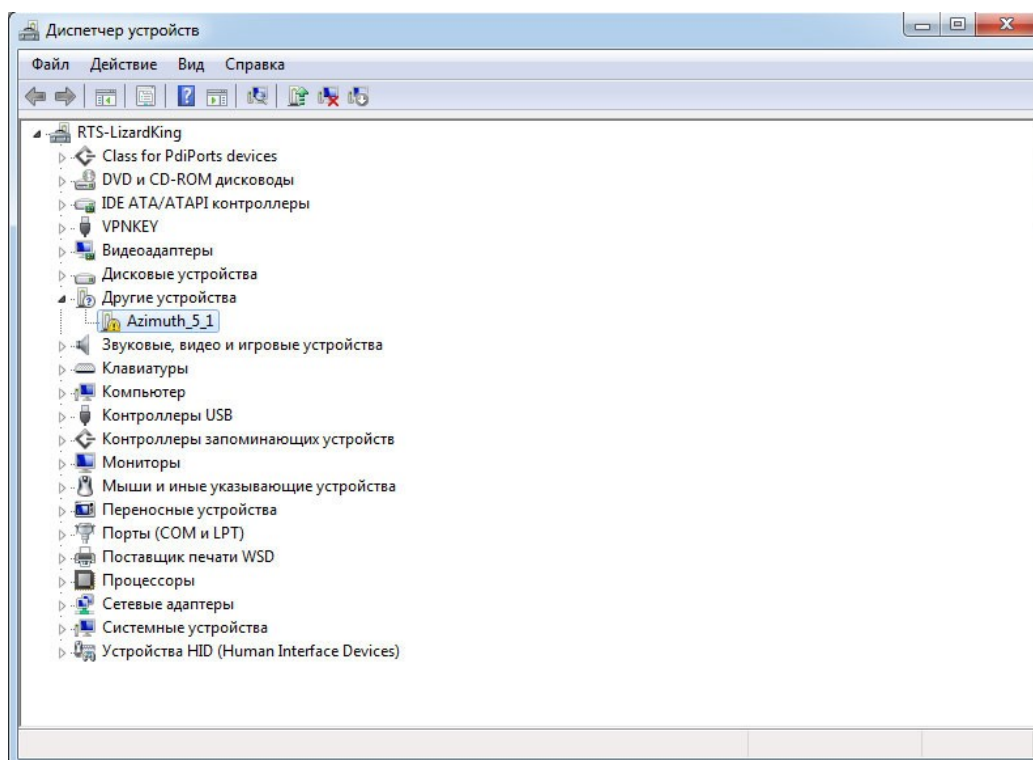 Диспетчер устройств
Файл Действие Вид Справка
RTS-LizardKing
Class for PdiPorts devices
DVD и CD-ROM дисководы
IDE ATA/ATAPI контроллеры
VPNKEY
Видеоадаптеры
Дисковые устройства
Другие устройства
Azimuth_5_1
Звуковые, видео и игровые устройства
Клавиатуры
Компьютер
Контроллеры USB
Контроллеры запоминающих устройств
Мониторы
Мыши и иные указывающие устройства
Переносные устройства
Порты (COM и LPT)
Поставщик печати WSD
Процессоры
Сетевые адаптеры
Системные устройства
Устройства HID (Human Interface Devices)